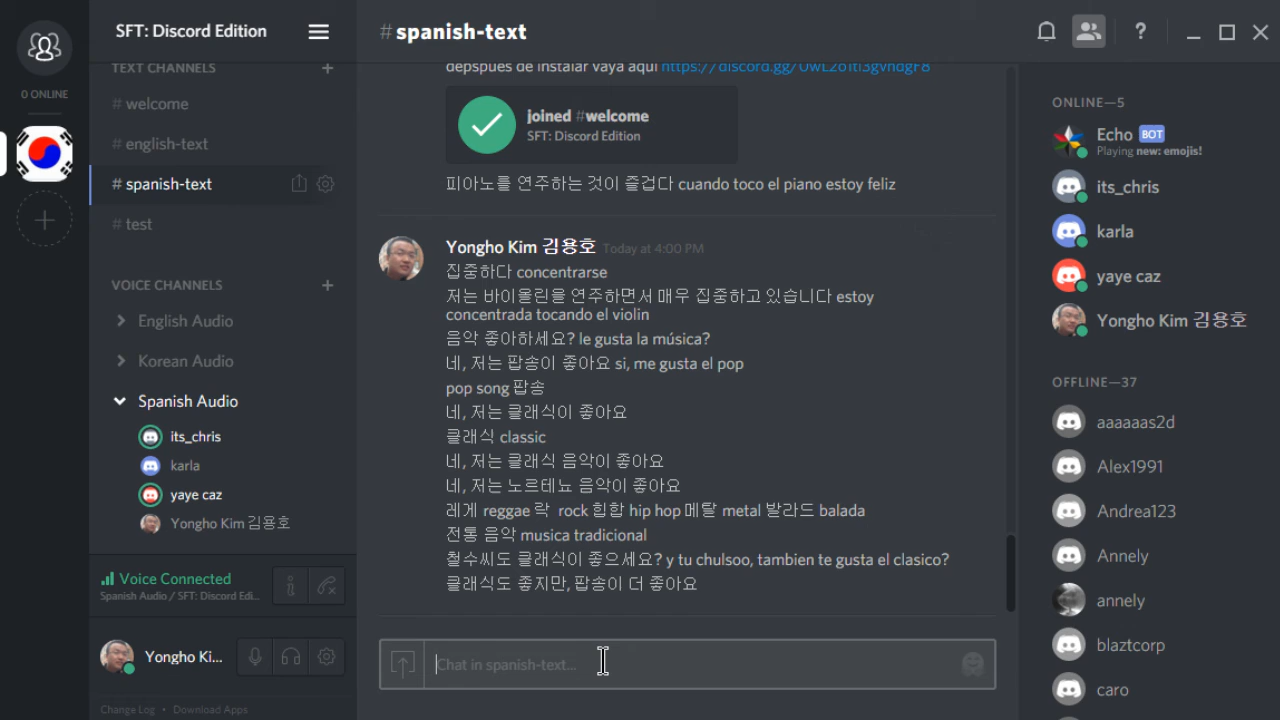 0 ONLINE
SFT: Discord Edition
TEXT CHANNELS
# welcome
# english-text
# spanish-text
# test
VOICE CHANNELS
English Audio
Korean Audio
Spanish Audio
its_chris
karla
yaye caz
Yongho Kim 김용호
Voice Connected
Spanish Audio / SFT: Discord Edi...
Yongho Ki...
Change Log • Download Apps
# spanish-text
depspues de instalar vaya aqui
joined #welcome
SFT: Discord Edition
피아노를 연주하는 것이 즐겁다 cuando toco el piano estoy feliz
Yongho Kim 김용호 Today at 4:00 PM
집중하다 concentrarse
저는 바이올린을 연주하면서 매우 집중하고 있습니다 estoy
concentrada tocando el violin
음악 좋아하세요? le gusta la música?
네, 저는 팝송이 좋아요 si, me gusta el pop
pop song 팝송
네, 저는 클래식이 좋아요
클래식 classic
네, 저는 클래식 음악이 좋아요
네, 저는 노르테뇨 음악이 좋아요
레게 reggae 락 rock 힙합 hip hop 메탈 metal 발라드 balada
전통 음악 musica tradicional
철수씨도 클래식이 좋으세요? y tu chulsoo, tambien te gusta el clasico?
클래식도 좋지만, 팝송이 더 좋아요
Chat in spanish-text...
ONLINE—5
Echo BOT
Playing new: emojis!
its_chris
karla
yaye caz
Yongho Kim 김용호
OFFLINE—37
aaaaaas2d
Alex1991
Andrea123
Annely
annely
blaztcorp
caro